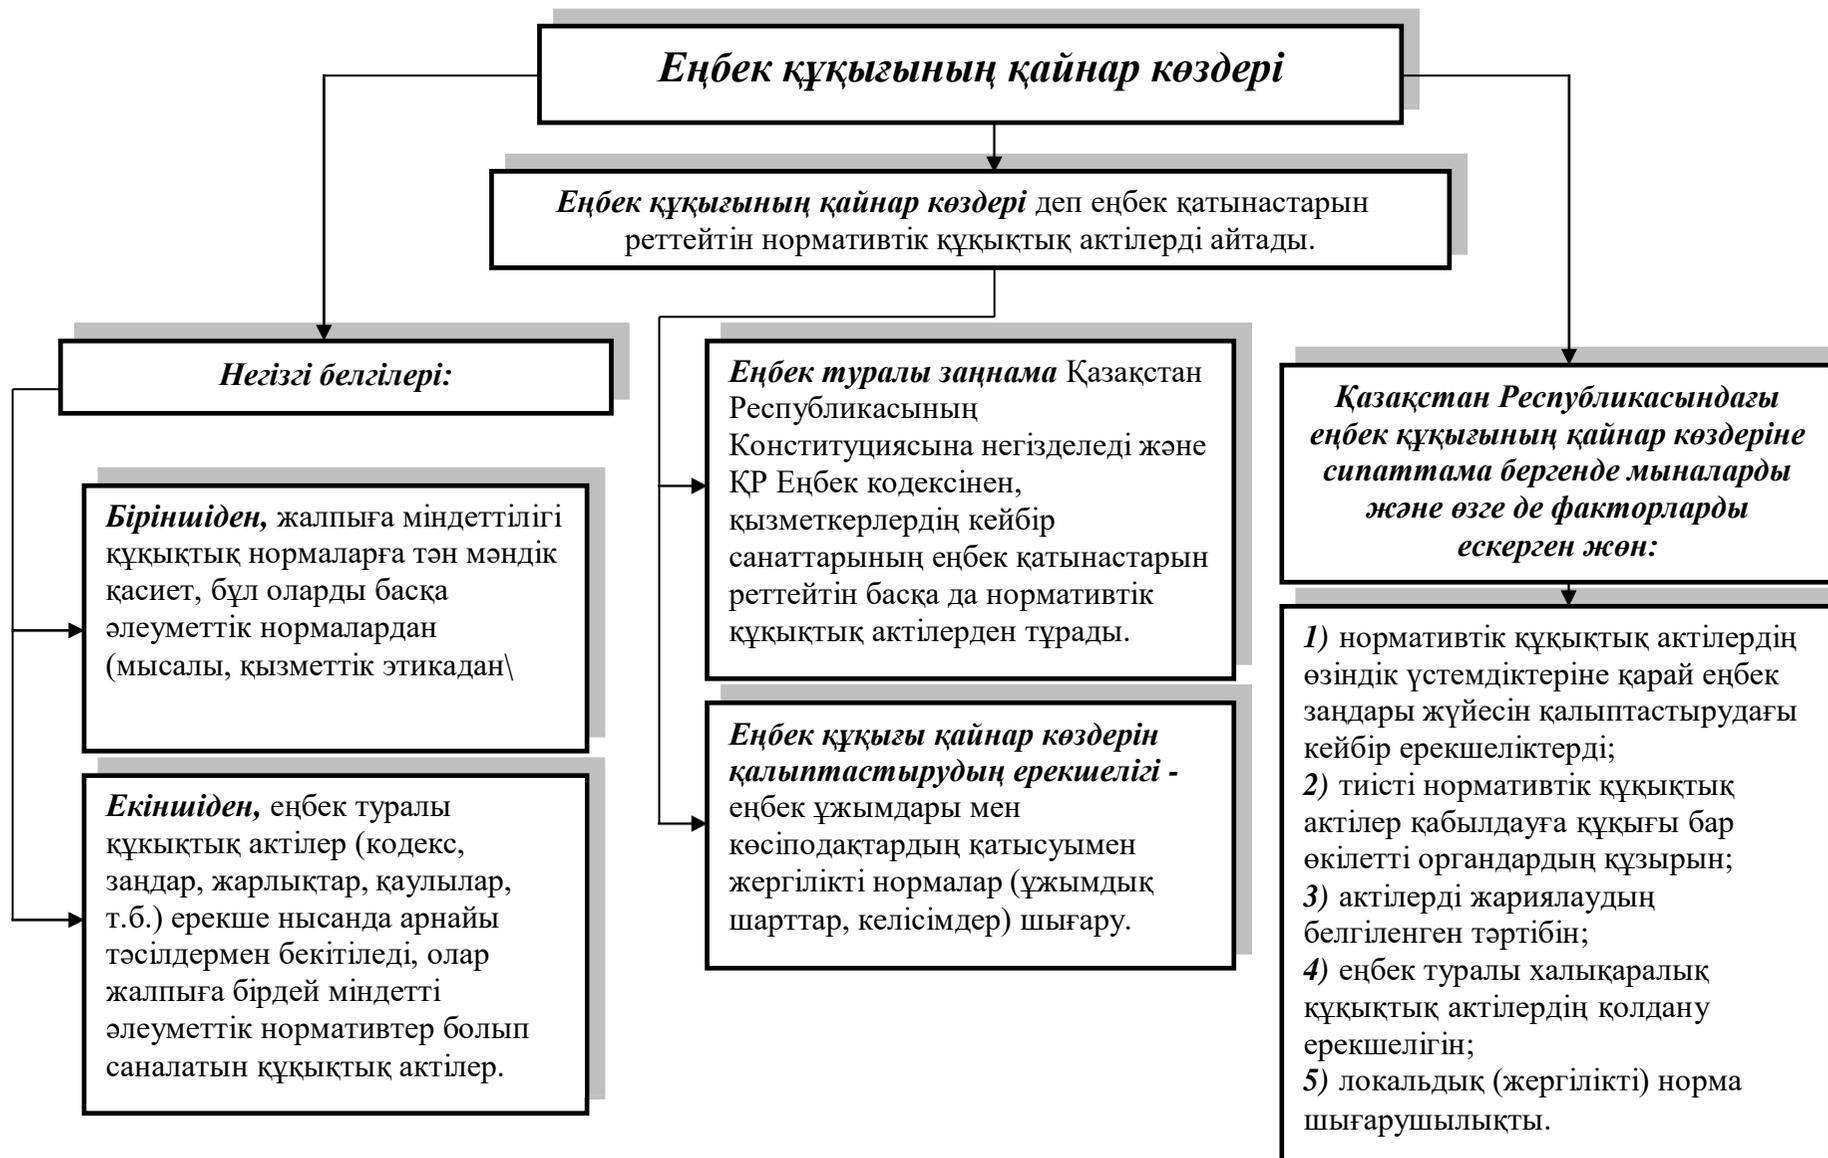 Еңбек құқығының қайнар көздері
Еңбек құқығының қайнар көздері деп еңбек қатынастарын
реттейтін нормативтік құқықтық актілерді айтады.
Негізгі белгілері:
Біріншіден, жалпыға міндеттілігі
құқықтық нормаларға тән мәндік
қасиет, бұл оларды басқа
әлеуметтік нормалардан
(мысалы, қызметтік этикадан\
Екіншіден, еңбек туралы
құкықтық актілер (кодекс,
заңдар, жарлықтар, қаулылар,
т.б.) ерекше нысанда арнайы
тәсілдермен бекітіледі, олар
жалпыға бірдей міндетті
әлеуметтік нормативтер болып
саналатын құқықтық актілер.
Еңбек туралы заңнама Қазақстан
Республикасының
Конституциясына негізделеді және
ҚР Еңбек кодексінен,
қызметкерлердің кейбір
санаттарының еңбек қатынастарын
реттейтін басқа да нормативтік
құқықтық актілерден тұрады.
Еңбек құқығы қайнар көздерін
қалыптастырудың ерекшелігі -
еңбек ұжымдары мен
көсіподақтардың қатысуымен
жергілікті нормалар (ұжымдық
шарттар, келісімдер) шығару.
Қазақстан Республикасындағы
еңбек құқығының қайнар көздеріне
сипаттама бергенде мыналарды
және өзге де факторларды
ескерген жөн:
1) нормативтік құқықтық актілердің
өзіндік үстемдіктеріне қарай еңбек
заңдары жүйесін қалыптастырудағы
кейбір ерекшеліктерді;
2) тиісті нормативтік құқықтық
актілер қабылдауға құқығы бар
өкілетті органдардың құзырын;
3) актілерді жариялаудың
белгіленген тәртібін;
4) еңбек туралы халықаралық
құқықтық актілердің қолдану
ерекшелігін;
5) локальдық (жергілікті) норма
шығарушылықты.